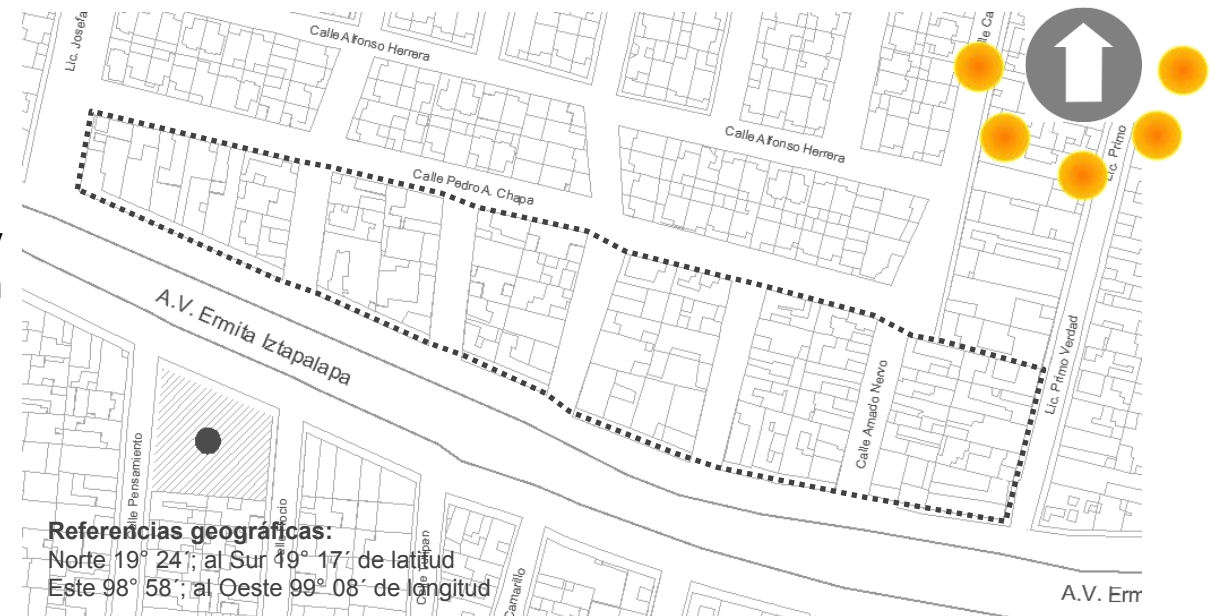 Lic. Josefa
Calle Alfonso Herrera
Calle Alfonso Herrera
Calle Pedro A. Chapa
Lic. Primo
Lic. Primo Verdad
Calle Amado Nervo
A.V. Ermita Iztapalapa
Calle Pensamiento
Referencias geográficas:
Norte 19° 24´; al Sur 19° 17´ de latitud
Este 98° 58´; al Oeste 99° 08´ de longitud
Camarillo
A.V. Erm